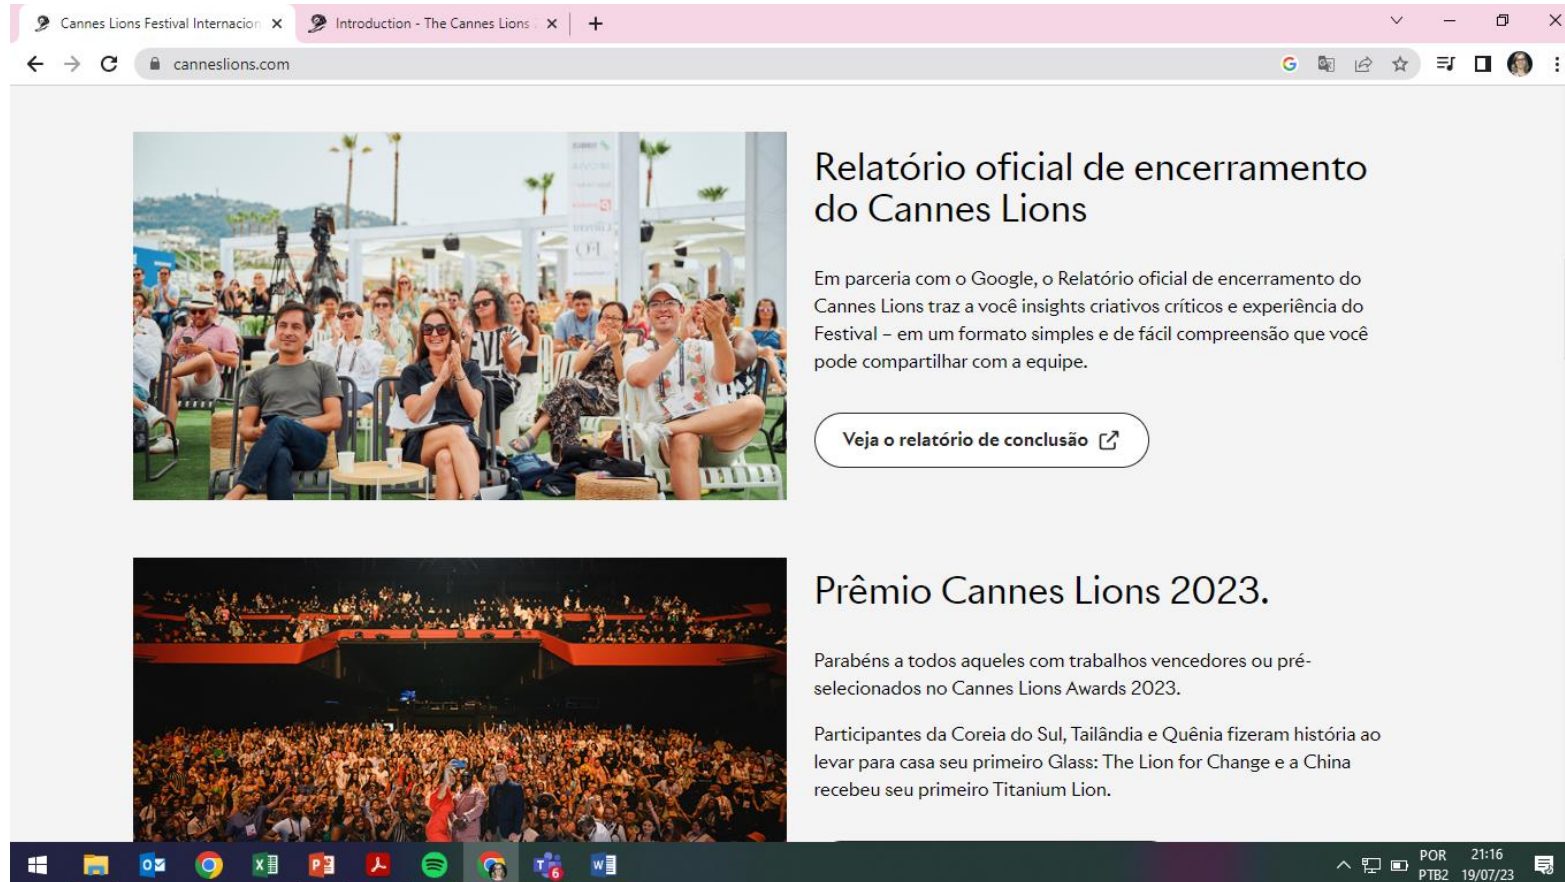 Cannes Lions Festival Internacion
Introduction - The Cannes Lions
canneslions.com
Relatório oficial de encerramento
do Cannes Lions
Em parceria com o Google, o Relatório oficial de encerramento do
Cannes Lions traz a você insights criativos críticos e experiência do
Festival – em um formato simples e de fácil compreensão que você
pode compartilhar com a equipe.
Veja o relatório de conclusão
Prêmio Cannes Lions 2023.
Parabéns a todos aqueles com trabalhos vencedores ou pré-
selecionados no Cannes Lions Awards 2023.
Participantes da Coreia do Sul, Tailândia e Quênia fizeram história ao
levar para casa seu primeiro Glass: The Lion for Change e a China
recebeu seu primeiro Titanium Lion.
POR 21:16
PTB2 19/07/23